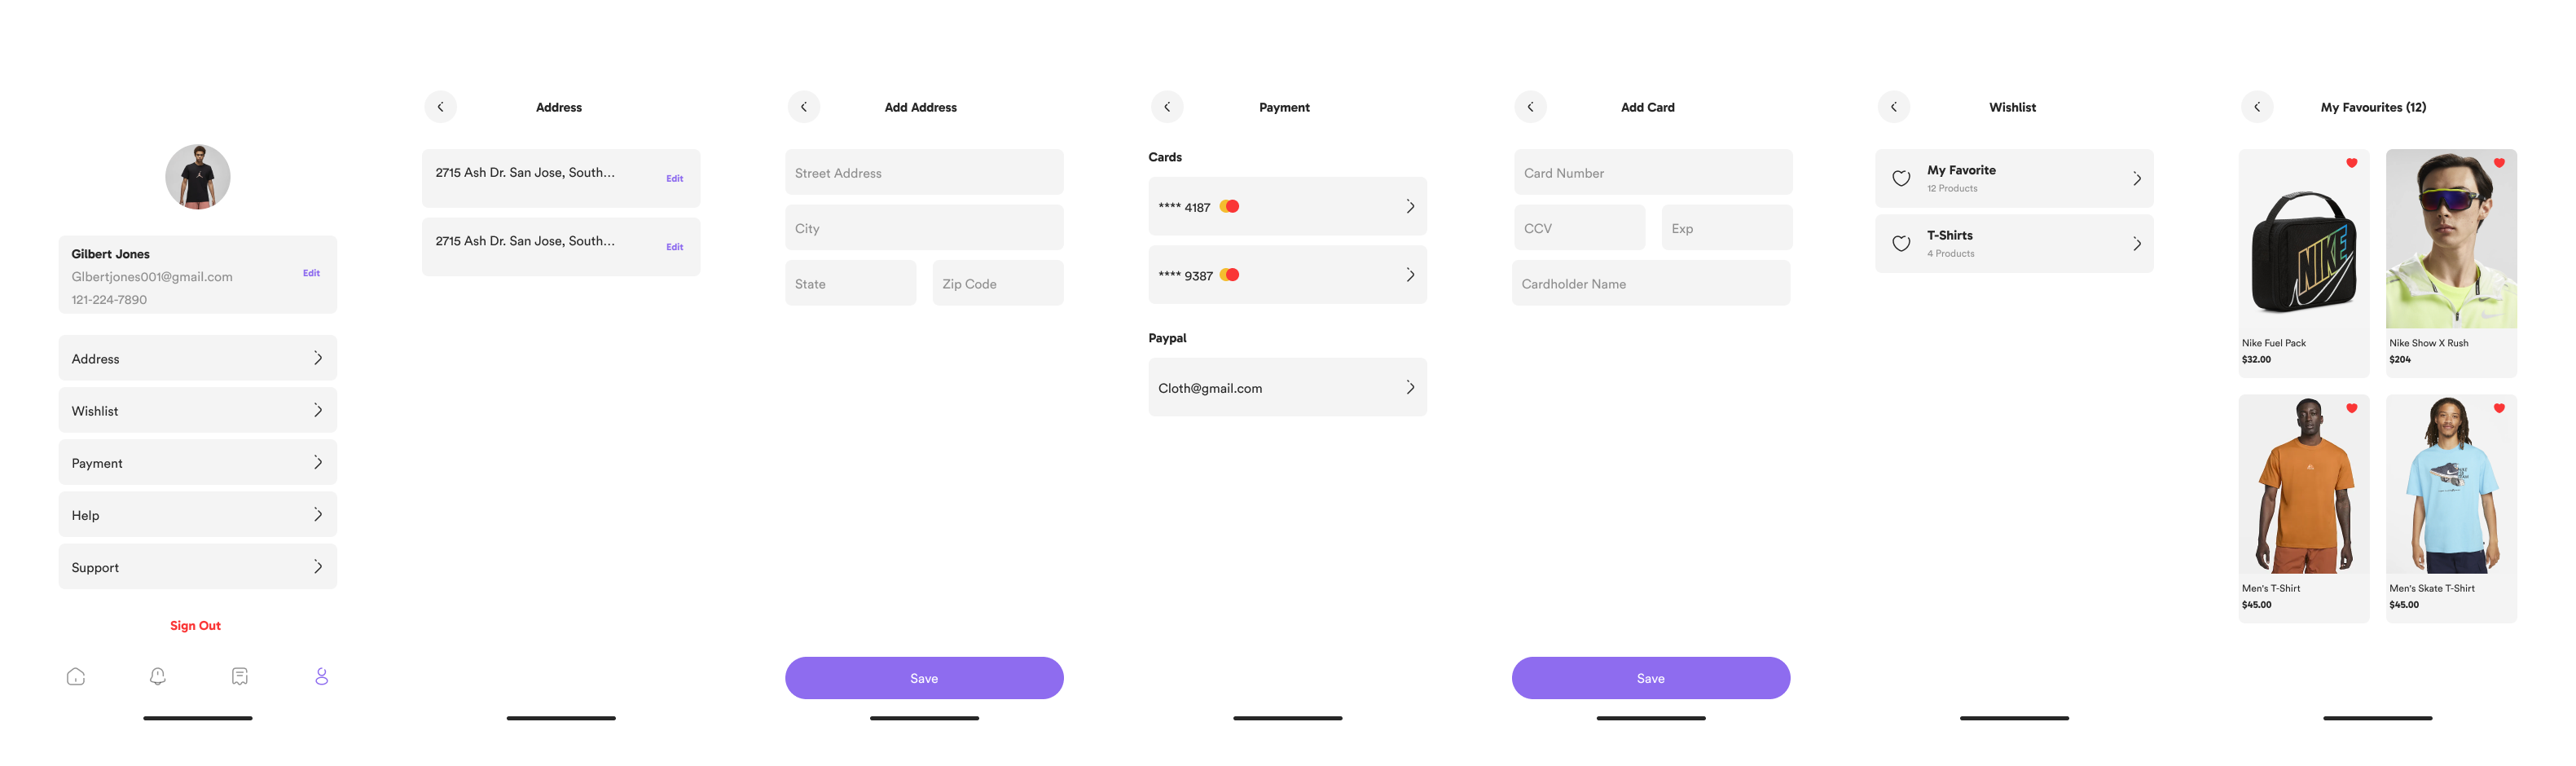 Gilbert Jones
Glbertjones001@gmail.com
121-224-7890
Edit
Address
Wishlist
Payment
Help
Support
Sign Out
Address
2715 Ash Dr. San Jose, South...
Edit
2715 Ash Dr. San Jose, South...
Edit
Add Address
Street Address
City
State
Zip Code
Save
Payment
Cards
**** 4187
**** 9387
Paypal
Cloth@gmail.com
Add Card
Card Number
CCV
Exp
Cardholder Name
Save
Wishlist
My Favorite
12 Products
T-Shirts
4 Products
My Favourites (12)
NIKE
Nike Fuel Pack
$32.00
Nike Show X Rush
$204
Men's T-Shirt
$45.00
Men's Skate T-Shirt
$45.00